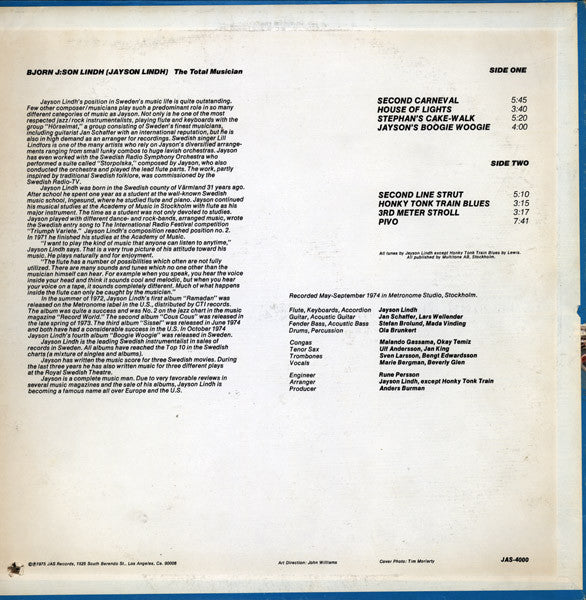 BJORN J:SON LINDH (JAYSON LINDH) The Total Musician
Jayson Lindh's position in Sweden's music life is quite outstanding.
Few other composer/musicians play such a predominant role in so many
different categories of music as Jayson. Not only is he one of the most
respected jazz/rock instrumentalists, playing flute and keyboards with the
group "Hörselmat," a group consisting of Sweden's finest musicians,
including guitarist Jan Schaffer with an international reputation, but he is
also in high demand as an arranger for recordings. Swedish singer Lill
Lindfors is one of the many artists who rely on Jayson's diversified arrange-
ments ranging from small funky combos to huge lavish orchestras. Jayson
has even worked with the Swedish Radio Symphony Orchestra who
performed a suite called "Storpolska," composed by Jayson, who also
conducted the orchestra and played the lead flute parts. The work, partly
inspired by traditional Swedish folklore, was commissioned by the
Swedish Radio-TV.
Jayson Lindh was born in the Swedish county of Värmland 31 years ago.
After school he spent one year as a student at the well-known Swedish
music school, Ingesund, where he studied flute and piano. Jayson continued
his musical studies at the Academy of Music in Stockholm with flute as his
major instrument. The time as a student was not only devoted to studies.
Jayson played with different dance- and rock-bands, arranged music, wrote
the Swedish entry song to The International Radio Festival competition
"Triumph Varieté." Jayson's composition reached position no. 2.
In 1971 he finished his studies at the Academy of Music.
"I want to play the kind of music that anyone can listen to anytime,"
Jayson Lindh says. That is a very true picture of his attitude toward his
music. He plays naturally and for enjoyment.
"The flute has a number of possibilities which often are not fully
utilized. There are many sounds and tunes which no one other than the
musician himself can hear. For example when you speak, you hear the voice
inside your head and think it sounds cool and melodic, but when you hear
your voice on a tape, it sounds completely different. Much of what happens
inside the flute can only be caught by the musician."
In the summer of 1972, Jayson Lindh's first album "Ramadan" was
released on the Metronome label in the U.S., distributed by CTI records.
The album was quite a success and was No. 2 on the jazz chart in the music
magazine "Record World." The second album "Cous Cous" was released in
the late spring of 1973. The third album "Sissel" was released in June 1974
and both have had a considerable success in the U.S. In October 1974
Jayson Lindh's fourth album "Boogie Woogie" was released in Sweden.
Jayson Lindh is the leading Swedish instrumentalist in sales of
records in Sweden. All albums have reached the Top 10 in the Swedish
charts (a mixture of singles and albums).
Jayson has written the music score for three Swedish movies. During
the last three years he has also written music for three different plays
at the Royal Swedish Theatre.
Jayson is a complete music man. Due to very favorable reviews in
several music magazines and the sale of his albums, Jayson Lindh is
becoming a famous name all over Europe and the U.S.
SIDE ONE
SECOND CARNEVAL 5:45
HOUSE OF LIGHTS 3:40
STEPHAN'S CAKE-WALK 5:20
JAYSON'S BOOGIE WOOGIE 4:00
SIDE TWO
SECOND LINE STRUT 5:10
HONKY TONK TRAIN BLUES 3:15
3RD METER STROLL 3:17
PIVO 7:41
All tunes by Jayson Lindh except Honky Tonk Train Blues by Lewis.
All published by Multitone AB, Stockholm.
Recorded May-September 1974 in Metronome Studio, Stockholm.
Flute, Keyboards, Accordion Jayson Lindh
Guitar, Acoustic Guitar Jan Schaffer, Lars Wellender
Fender Bass, Acoustic Bass Stefan Brolund, Mads Vinding
Drums, Percussion Ola Brunkert
Congas Malando Gassama, Okay Temiz
Tenor Sax Ulf Andersson, Jan King
Trombones Sven Larsson, Bengt Edwardsson
Vocals Marie Bergman, Beverly Glen
Engineer Rune Persson
Arranger Jayson Lindh, except Honky Tonk Train
Producer Anders Burman
©℗1975 JAS Records, 1525 South Berendo St., Los Angeles, Ca. 90006
Art Direction: John Williams
Cover Photo: Tim Moriarty
JAS-4000